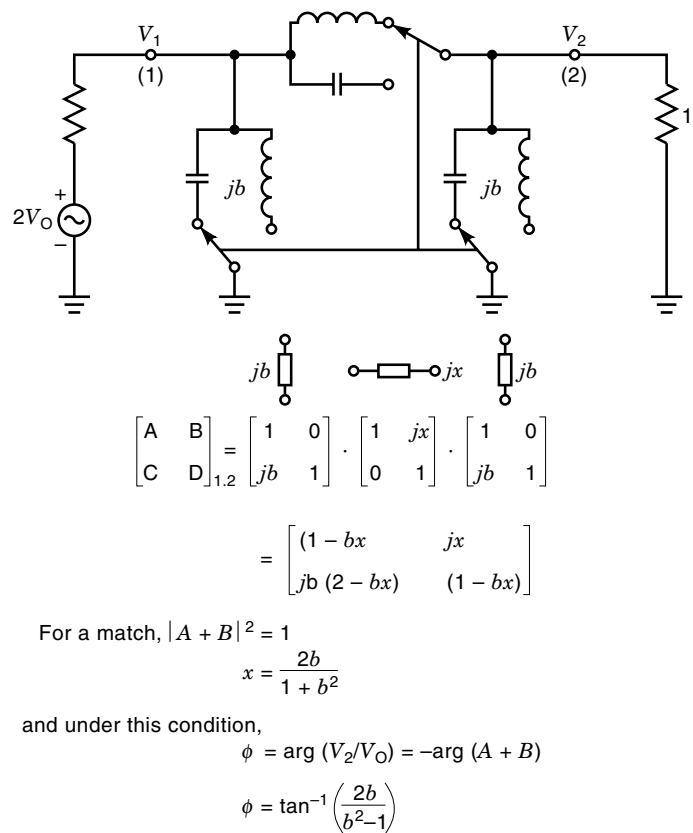 V₁
(1)
V₂
(2)
1
jb
jb
+
2V_O
–
jb
jx
jb
[A B; C D]₁.₂ = [1 0; jb 1] · [1 jx; 0 1] · [1 0; jb 1]
= [(1 – bx jx; jb (2 – bx) (1 – bx)]
For a match, |A + B|² = 1
x = 2b / (1 + b²)
and under this condition,
ϕ = arg (V₂/V_O) = –arg (A + B)
ϕ = tan⁻¹ (2b / (b²–1))